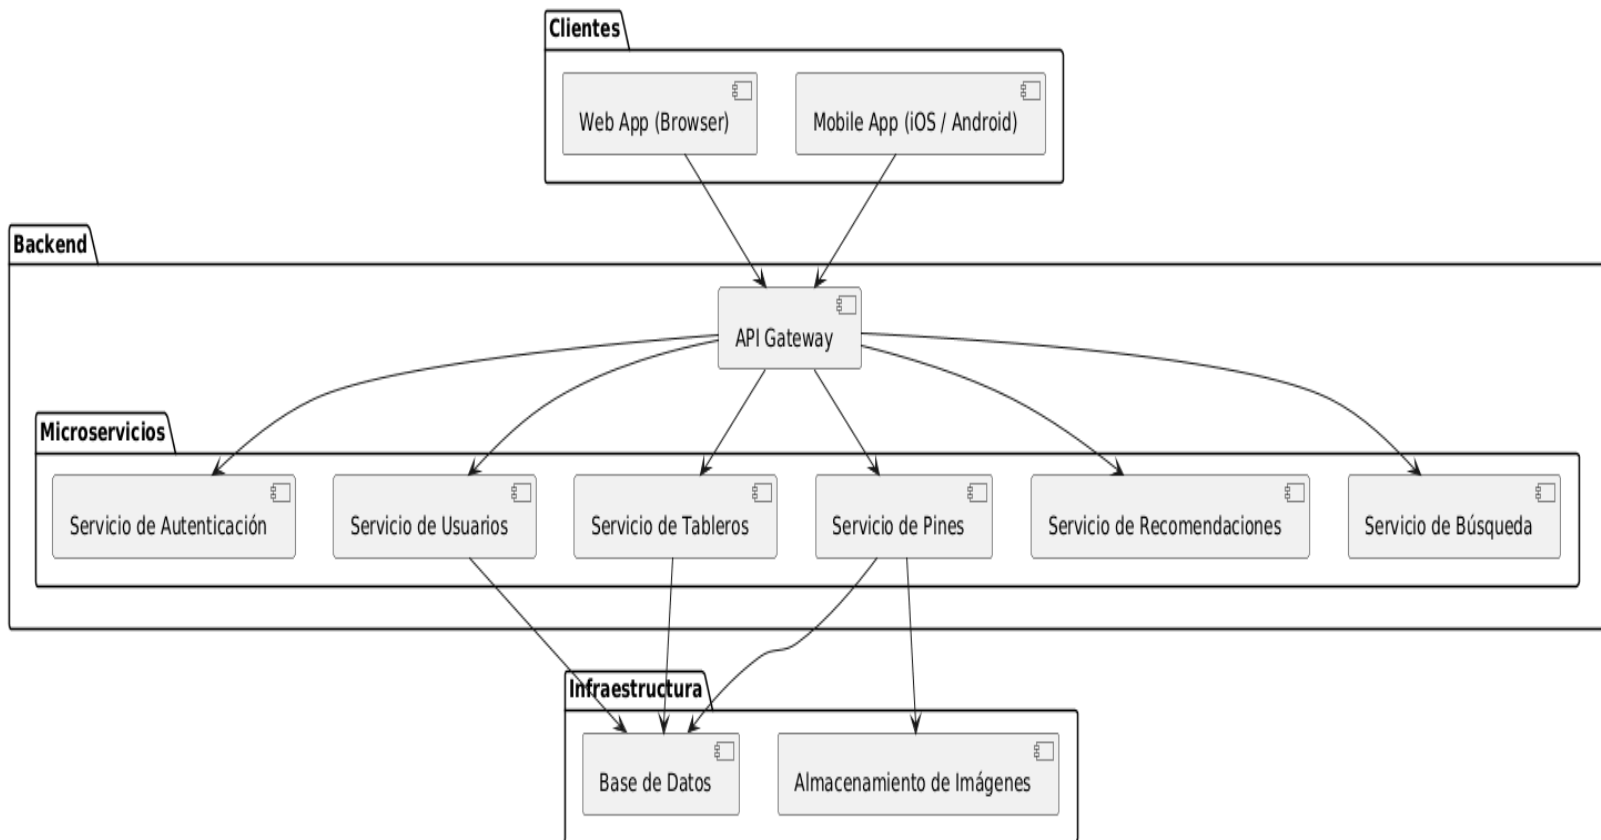 Clientes
Web App (Browser)
Mobile App (iOS / Android)
Backend
API Gateway
Microservicios
Servicio de Autenticación
Servicio de Usuarios
Servicio de Tableros
Servicio de Pines
Servicio de Recomendaciones
Servicio de Búsqueda
Infraestructura
Base de Datos
Almacenamiento de Imágenes